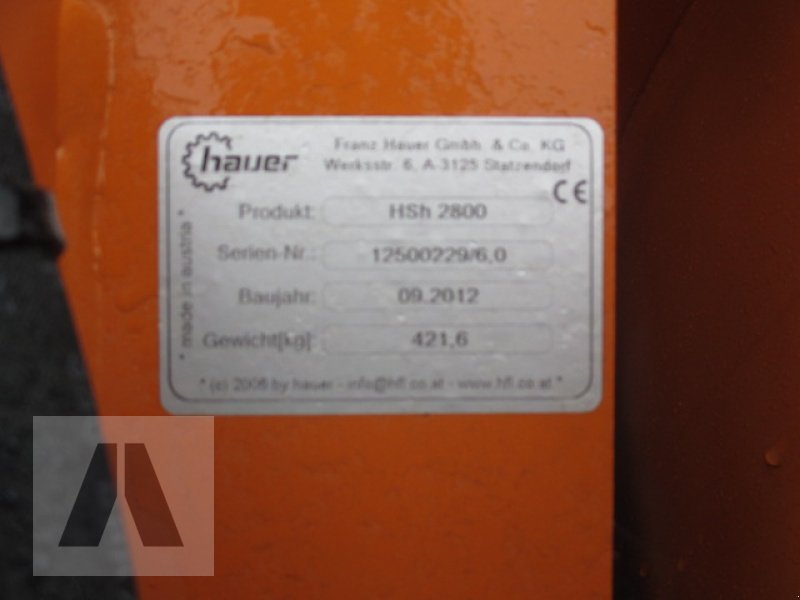 hauer
Franz Hauer Gmbh. & Co. KG
Werksstr. 6, A-3125 Statzendorf
CE
Produkt: HSh 2800
Serien-Nr.: 12500229/6,0
Baujahr: 09.2012
Gewicht[kg]: 421,6
* made in austria *
* (c) 2006 by hauer - info@hfl.co.at - www.hfl.co.at *